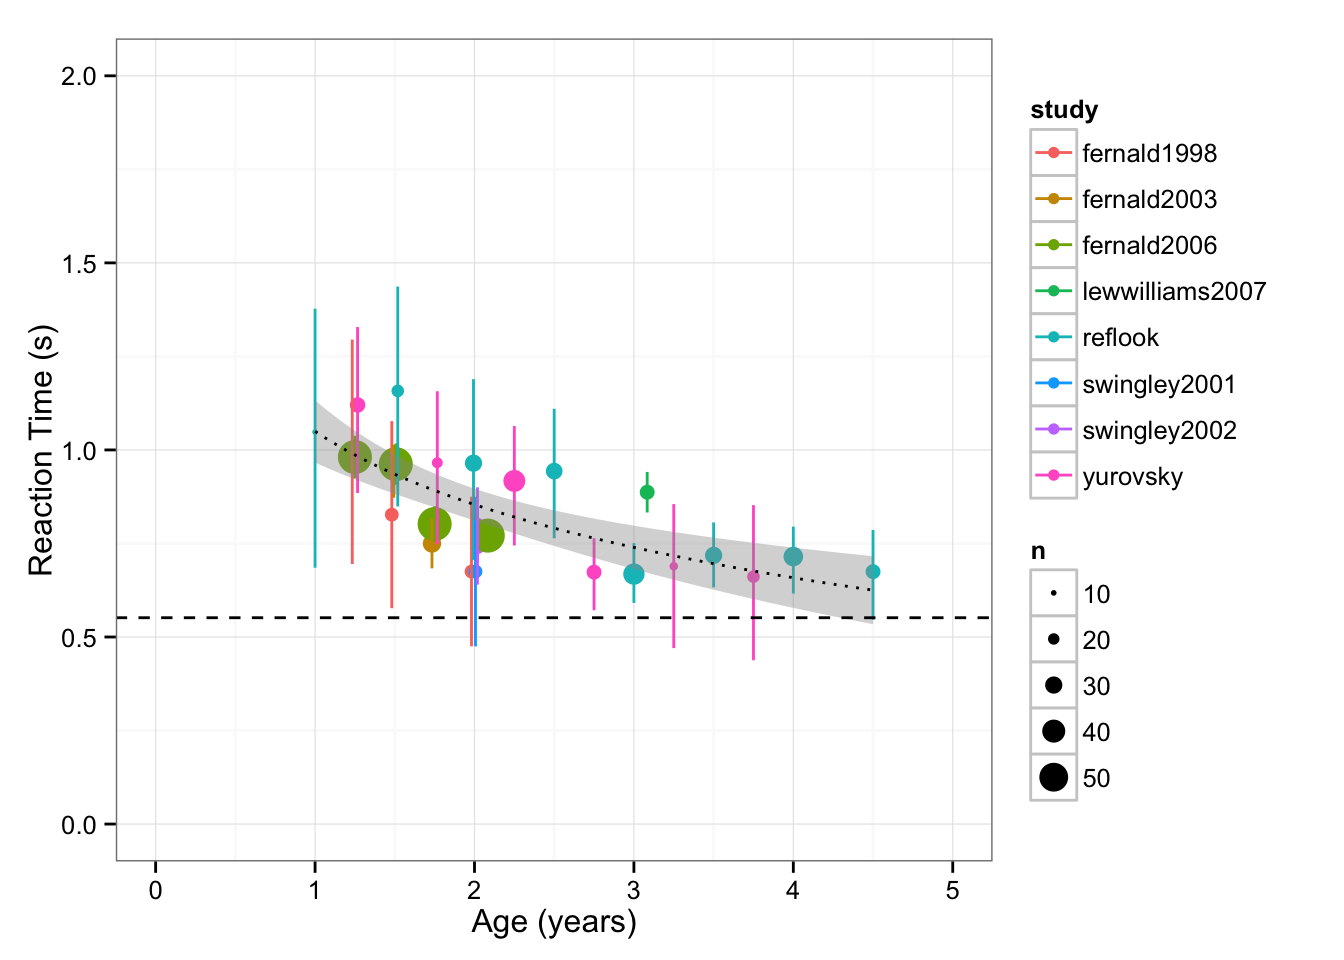 2.0
1.5
1.0
0.5
0.0
Reaction Time (s)
0 1 2 3 4 5
Age (years)
study
fernald1998
fernald2003
fernald2006
lewwilliams2007
reflook
swingley2001
swingley2002
yurovsky
n
10
20
30
40
50